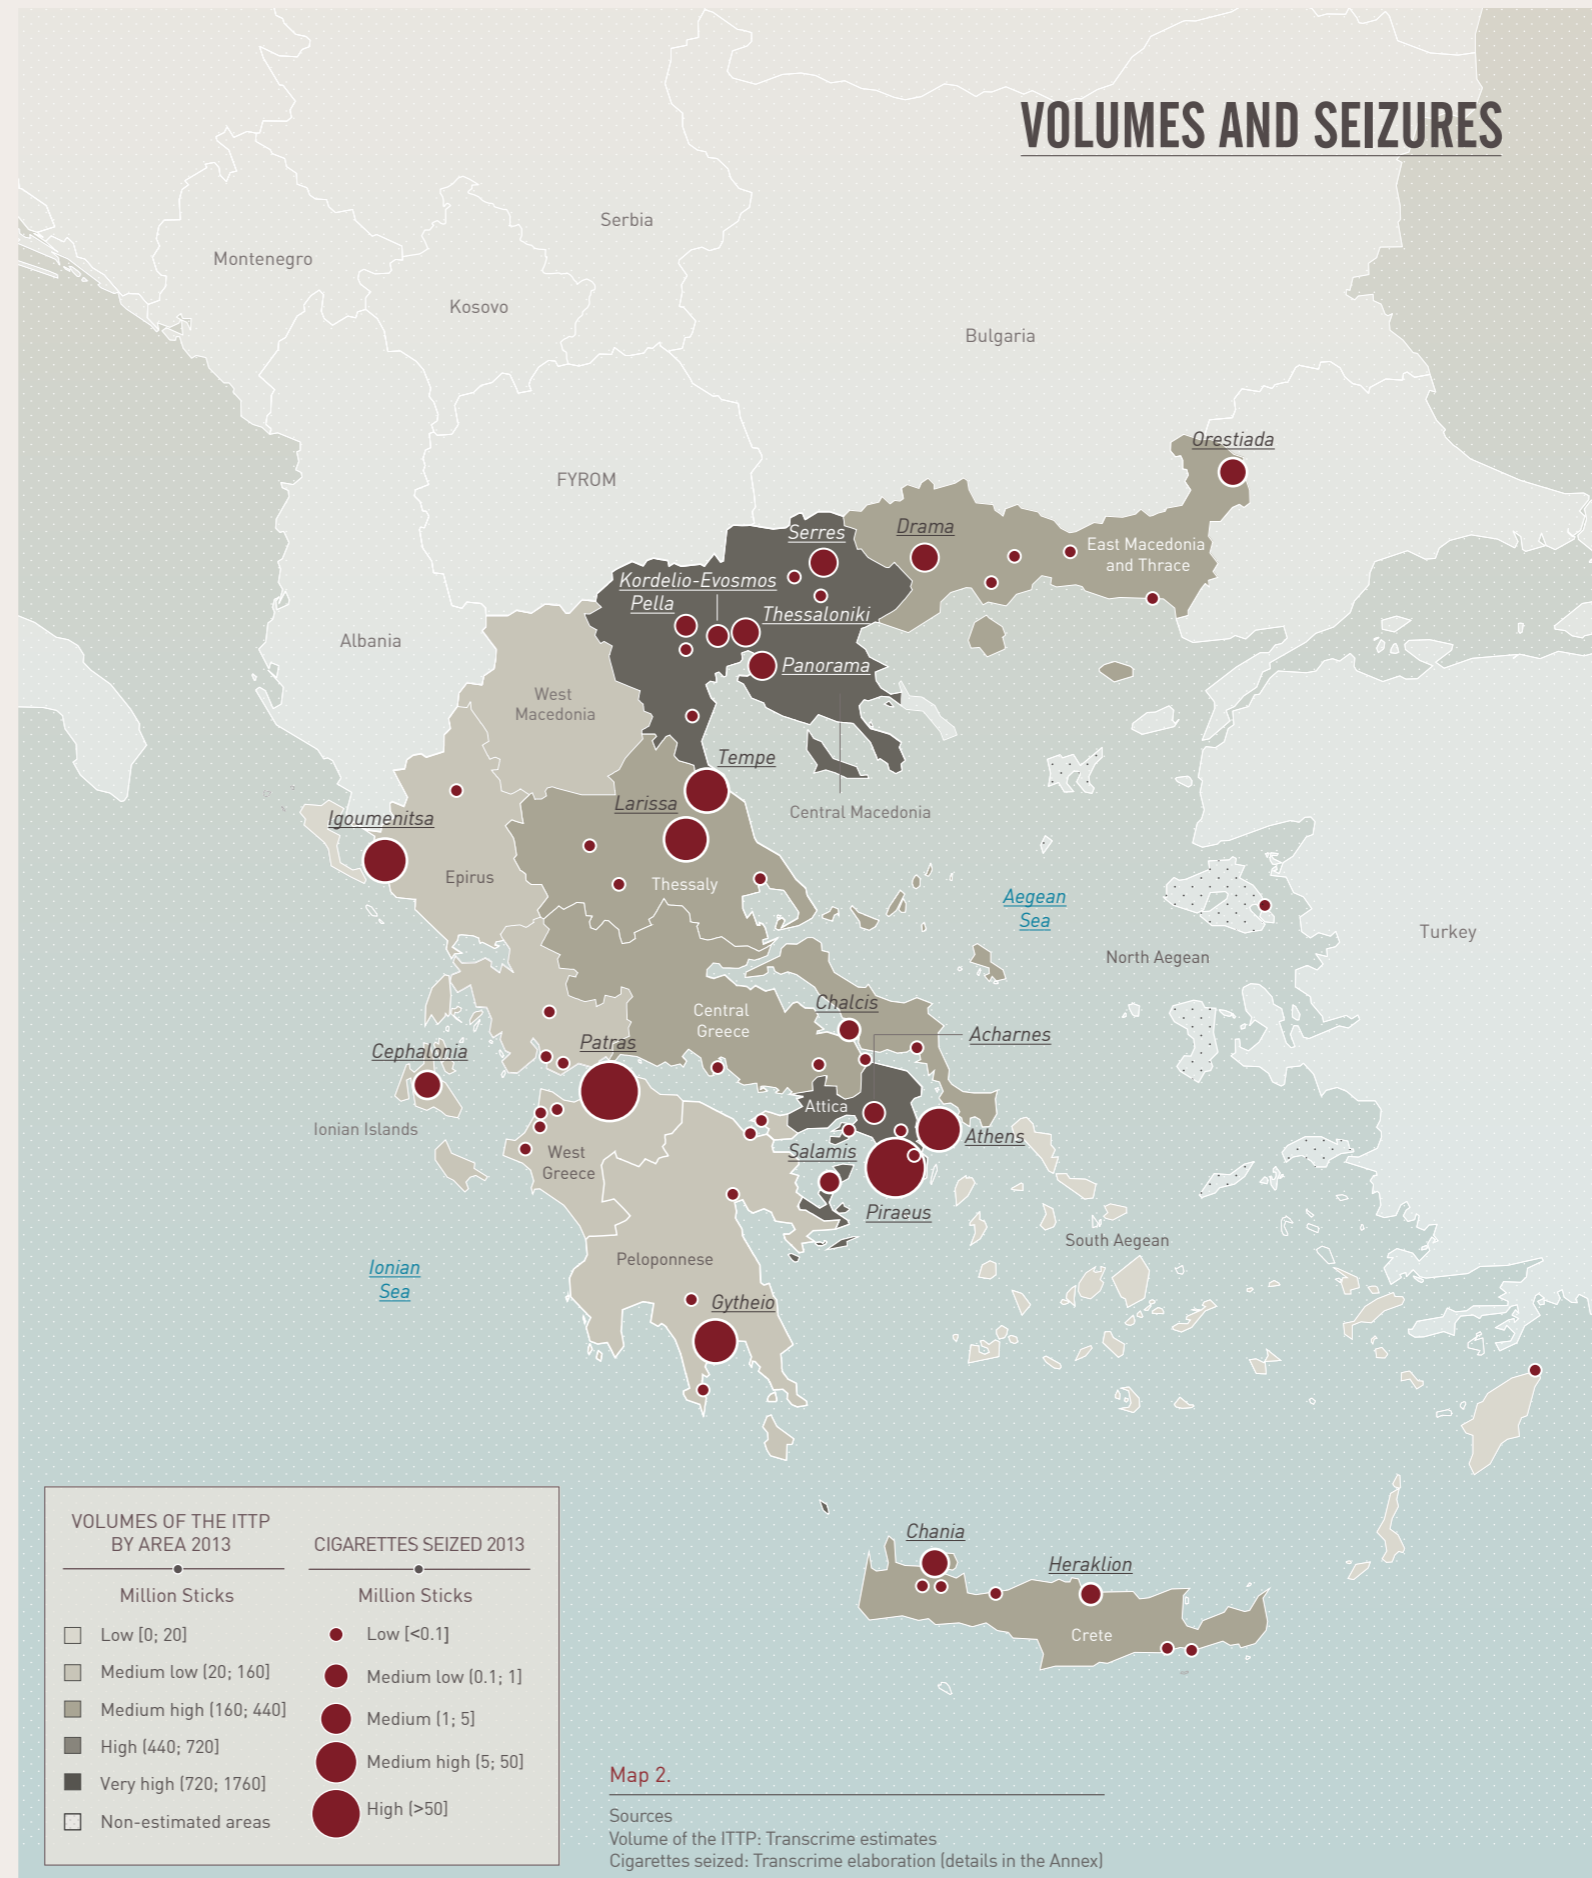 VOLUMES AND SEIZURES
Serbia
Montenegro
Kosovo
Bulgaria
Orestiada
FYROM
Drama
Serres
East Macedonia
and Thrace
Kordelio-Evosmos
Pella
Thessaloniki
Albania
Panorama
West
Macedonia
Tempe
Larissa
Central Macedonia
Igoumenitsa
Epirus
Thessaly
Aegean
Sea
Turkey
North Aegean
Chalcis
Central
Greece
Acharnes
Patras
Cephalonia
Attica
Ionian Islands
Athens
Salamis
West
Greece
Piraeus
South Aegean
Peloponnese
Ionian
Sea
Gytheio
Chania
Heraklion
Crete
VOLUMES OF THE ITTP
BY AREA 2013
Million Sticks
Low [0; 20]
Medium low (20; 160]
Medium high (160; 440]
High (440; 720]
Very high (720; 1760]
Non-estimated areas
CIGARETTES SEIZED 2013
Million Sticks
Low [<0.1]
Medium low (0.1; 1]
Medium (1; 5]
Medium high (5; 50]
High (>50]
Map 2.
Sources
Volume of the ITTP: Transcrime estimates
Cigarettes seized: Transcrime elaboration (details in the Annex)